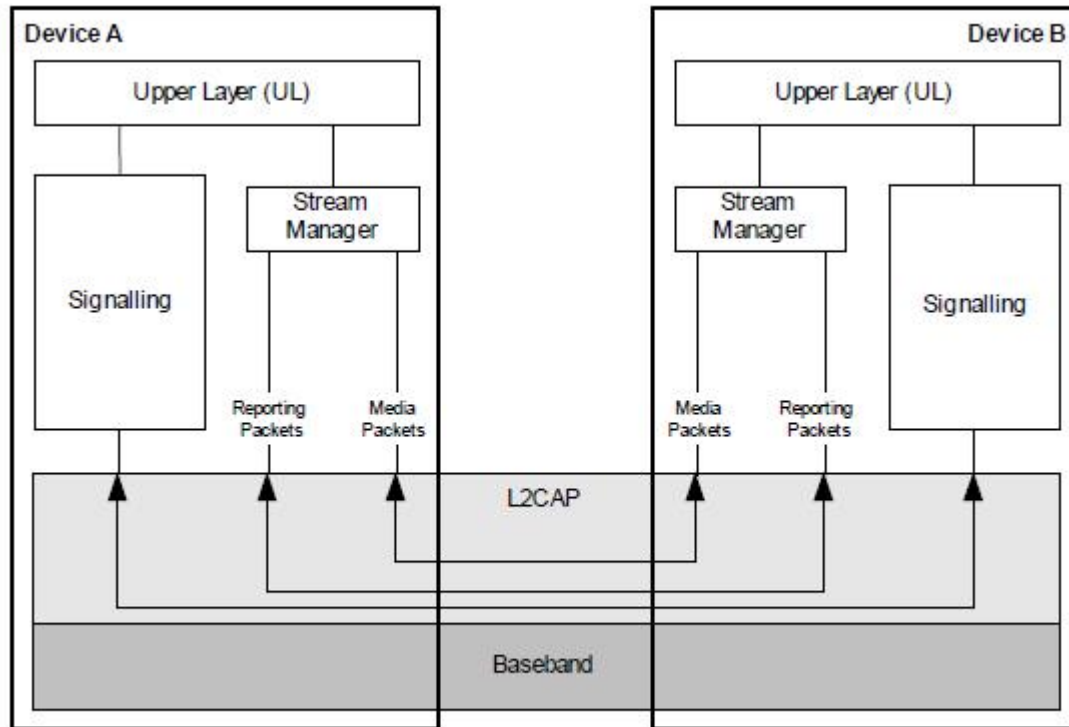 Device A
Device B
Upper Layer (UL)
Upper Layer (UL)
Stream
Manager
Stream
Manager
Signalling
Signalling
Reporting
Packets
Media
Packets
Media
Packets
Reporting
Packets
L2CAP
Baseband